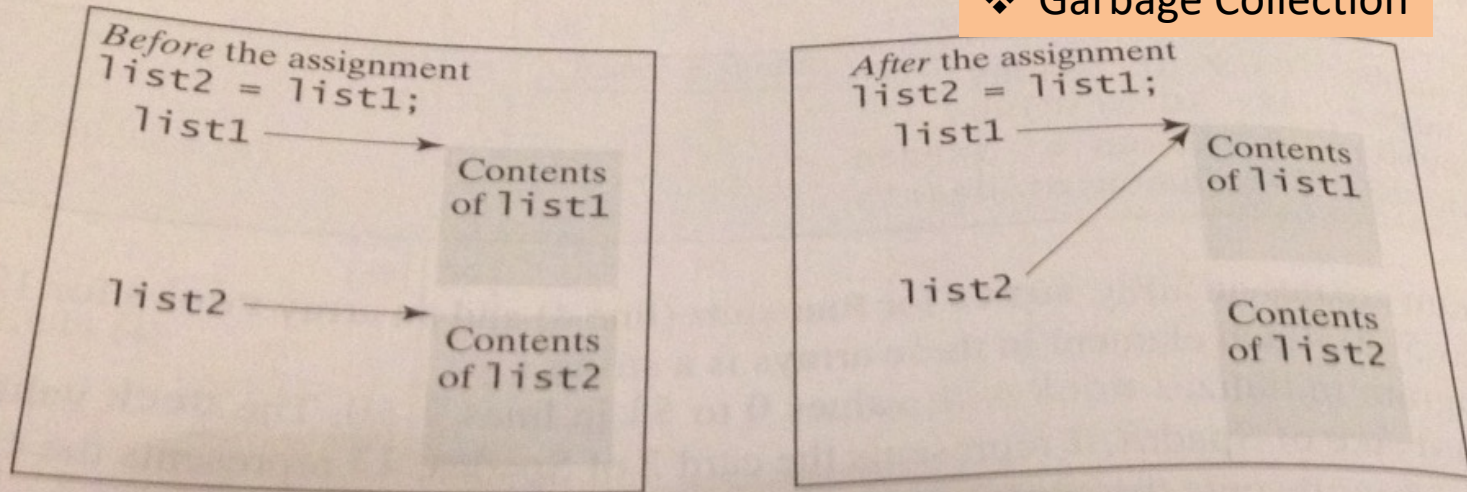 ❖ Garbage Collection
Before the assignment
list2 = list1;
list1
Contents
of list1
list2
Contents
of list2
After the assignment
list2 = list1;
list1
Contents
of list1
list2
Contents
of list2